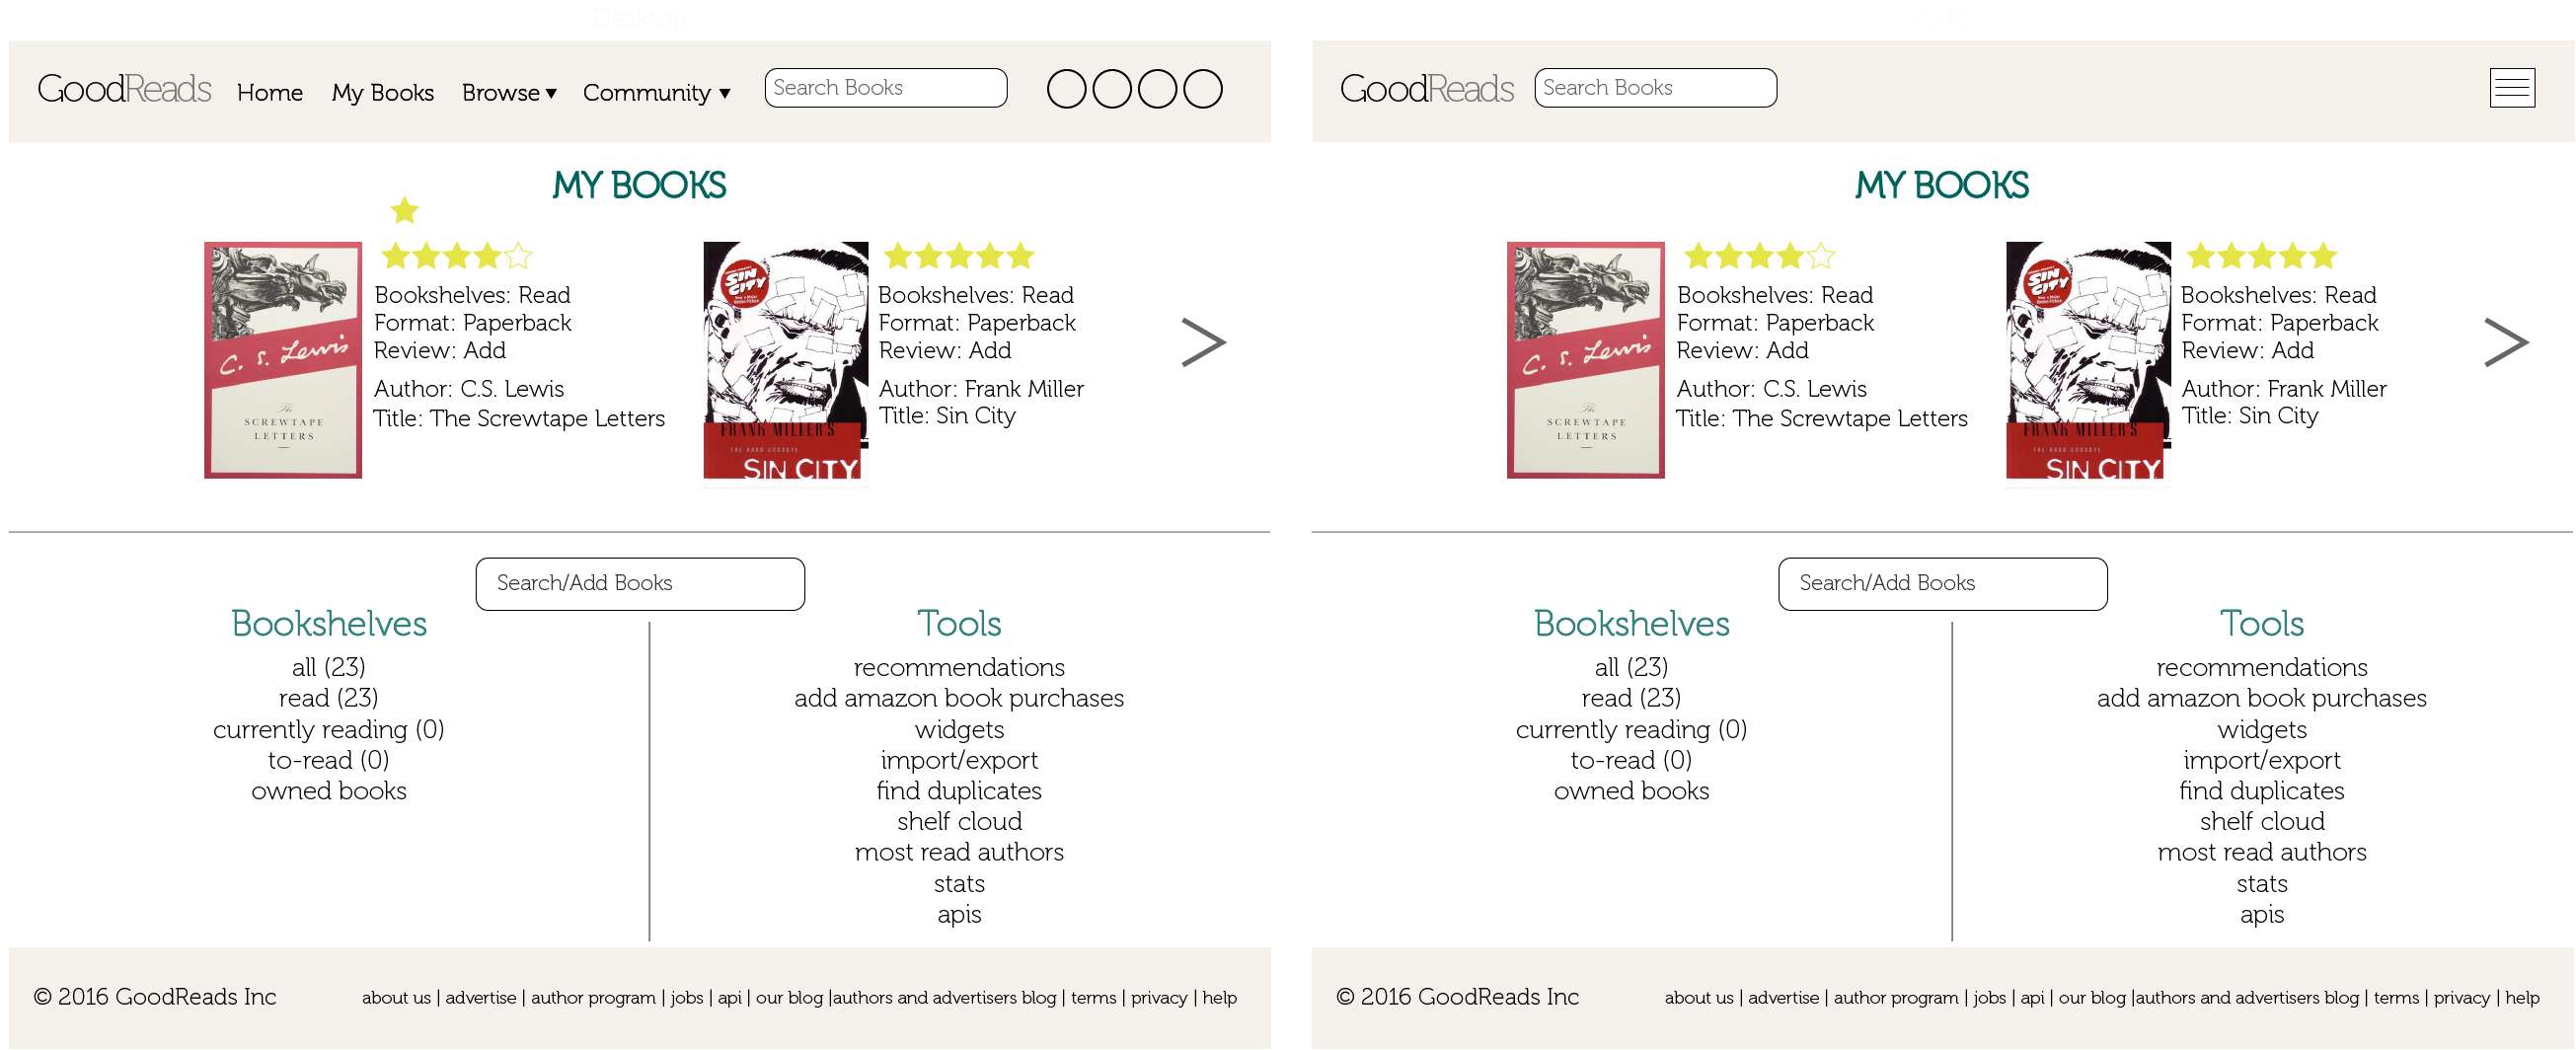 Desktop
GoodReads Home My Books Browse ▼ Community ▼ Search Books
MY BOOKS
C. S. Lewis
The
SCREWTAPE
LETTERS
Bookshelves: Read
Format: Paperback
Review: Add
Author: C.S. Lewis
Title: The Screwtape Letters
SIN
CITY
FRANK MILLER'S
THE HARD GOODBYE
SIN CITY
Bookshelves: Read
Format: Paperback
Review: Add
Author: Frank Miller
Title: Sin City
>
Search/Add Books
Bookshelves
all (23)
read (23)
currently reading (0)
to-read (0)
owned books
Tools
recommendations
add amazon book purchases
widgets
import/export
find duplicates
shelf cloud
most read authors
stats
apis
© 2016 GoodReads Inc
about us | advertise | author program | jobs | api | our blog |authors and advertisers blog | terms | privacy | help
GoodReads Search Books
MY BOOKS
C. S. Lewis
The
SCREWTAPE
LETTERS
Bookshelves: Read
Format: Paperback
Review: Add
Author: C.S. Lewis
Title: The Screwtape Letters
SIN
CITY
FRANK MILLER'S
THE HARD GOODBYE
SIN CITY
Bookshelves: Read
Format: Paperback
Review: Add
Author: Frank Miller
Title: Sin City
>
Search/Add Books
Bookshelves
all (23)
read (23)
currently reading (0)
to-read (0)
owned books
Tools
recommendations
add amazon book purchases
widgets
import/export
find duplicates
shelf cloud
most read authors
stats
apis
© 2016 GoodReads Inc
about us | advertise | author program | jobs | api | our blog |authors and advertisers blog | terms | privacy | help